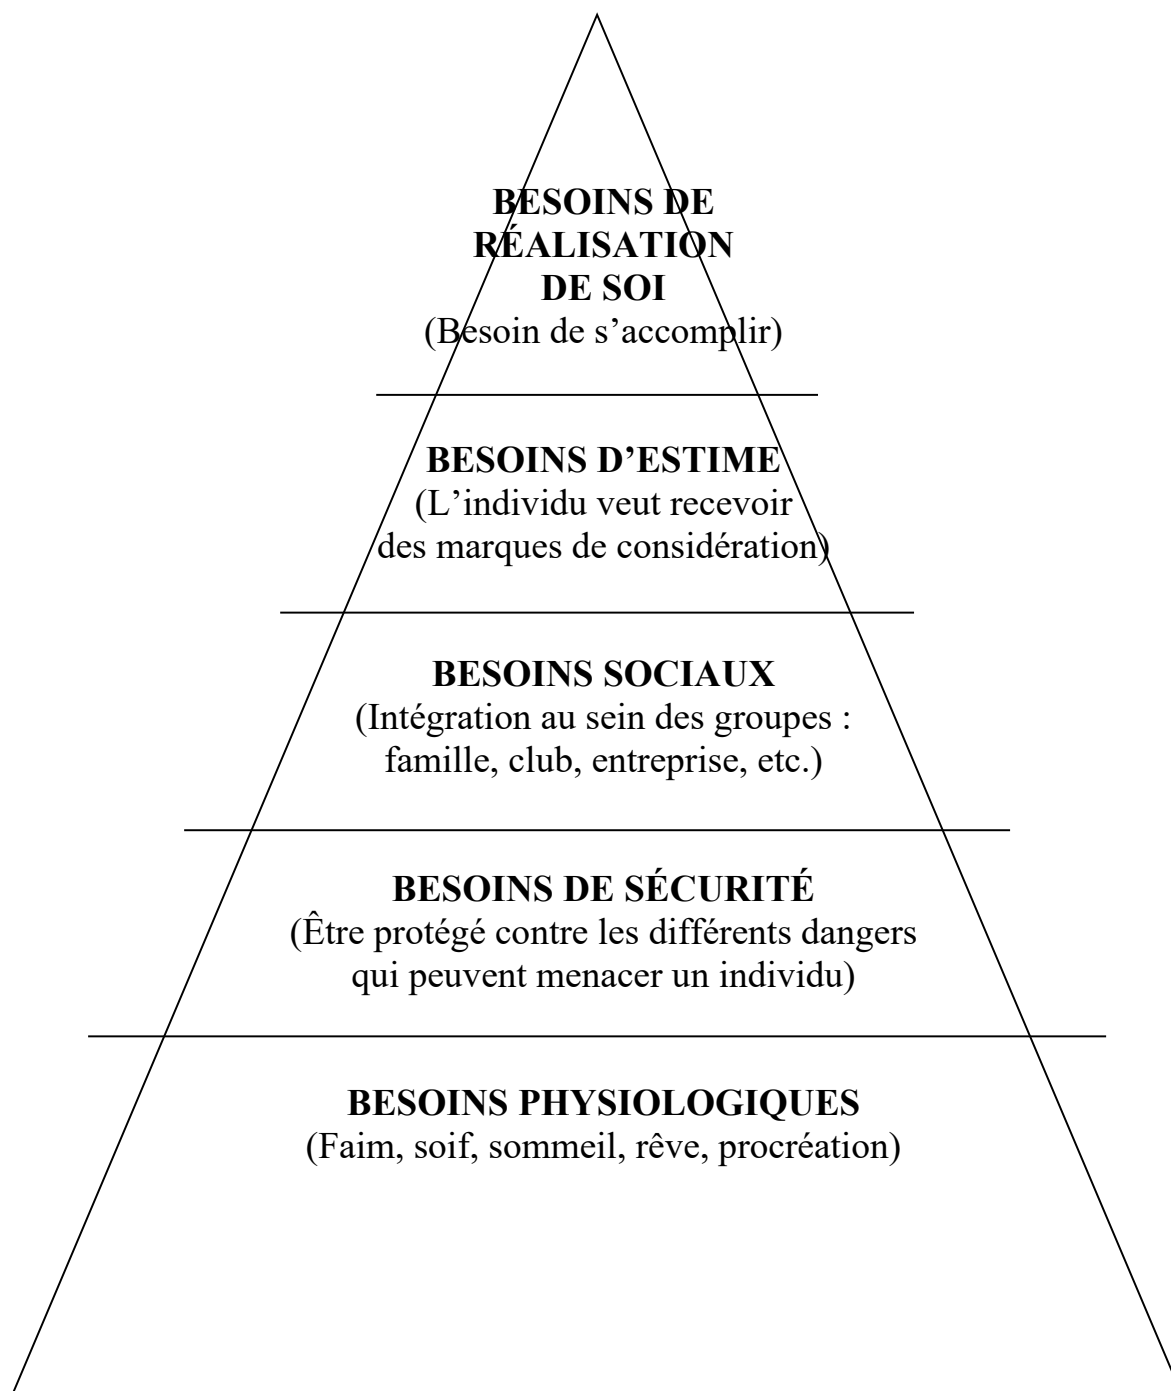 BESOINS DE
RÉALISATION
DE SOI
(Besoin de s’accomplir)
BESOINS D’ESTIME
(L’individu veut recevoir
des marques de considération)
BESOINS SOCIAUX
(Intégration au sein des groupes :
famille, club, entreprise, etc.)
BESOINS DE SÉCURITÉ
(Être protégé contre les différents dangers
qui peuvent menacer un individu)
BESOINS PHYSIOLOGIQUES
(Faim, soif, sommeil, rêve, procréation)